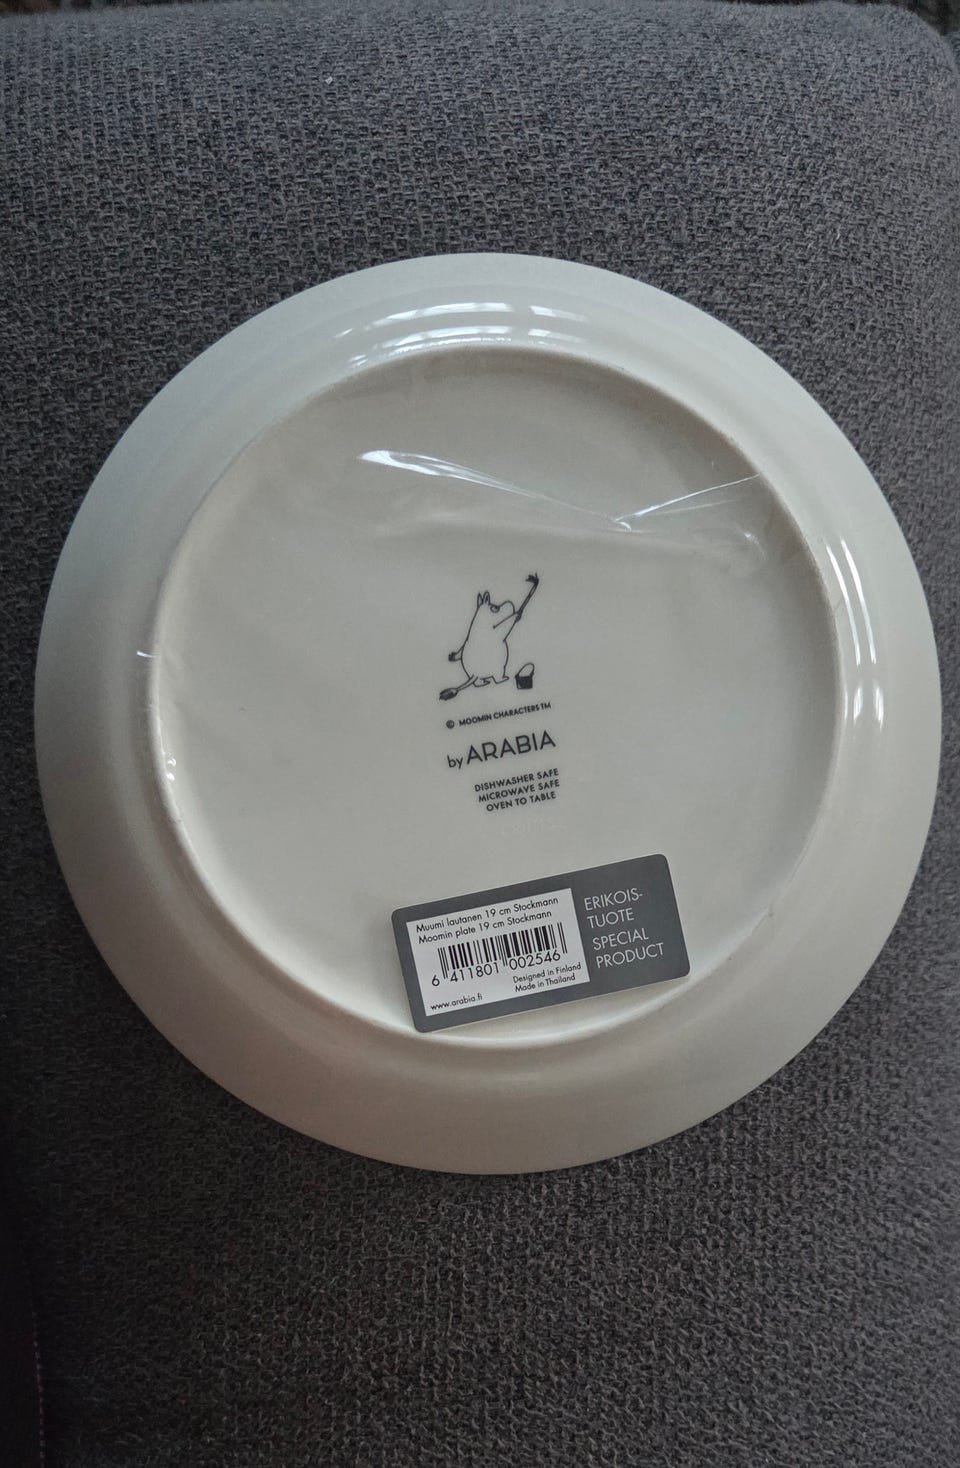 © MOOMIN CHARACTERS TM
by ARABIA
DISHWASHER SAFE
MICROWAVE SAFE
OVEN TO TABLE
Muumi lautanen 19 cm Stockmann
Moomin plate 19 cm Stockmann
6 411801 002546
Designed in Finland
Made in Thailand
www.arabia.fi
ERIKOIS-
TUOTE
SPECIAL
PRODUCT